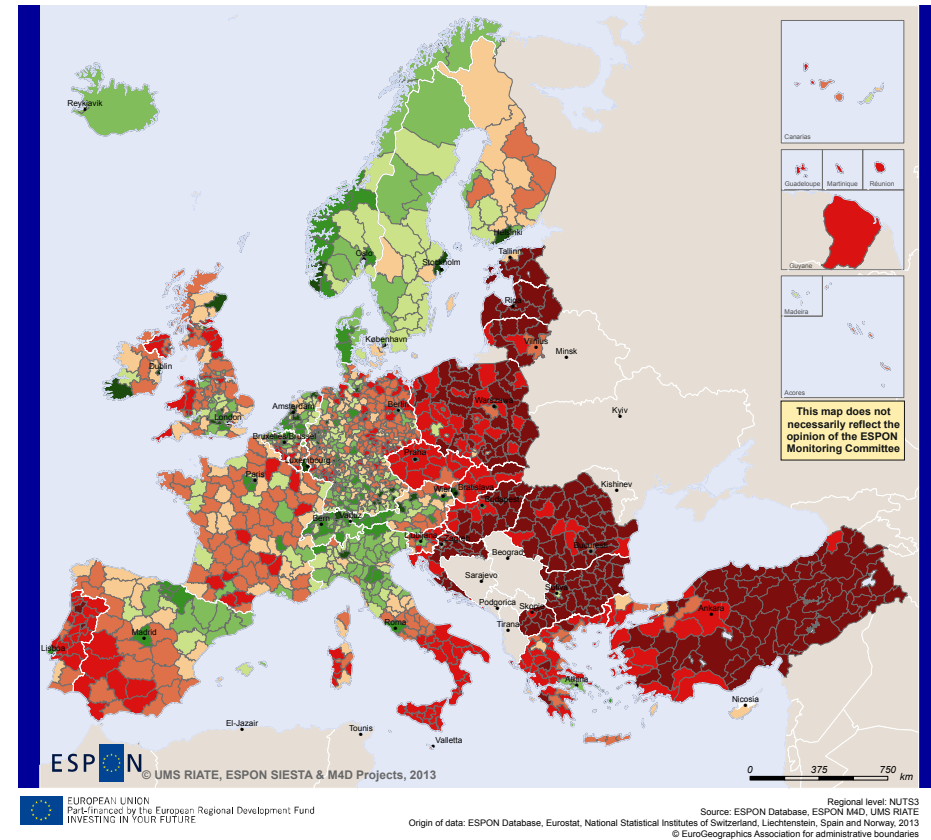 Reykjavik
Canarias
Guadeloupe
Martinique
Réunion
Guyane
Madeira
Acores
This map does not
necessarily reflect the
opinion of the ESPON
Monitoring Committee
Helsinki
Oslo
Stockholm
Tallinn
Riga
København
Vilnius
Minsk
Dublin
Amsterdam
Berlin
Warszawa
London
Kyiv
Bruxelles/Brussel
Luxembourg
Praha
Paris
Kishinev
Wien
Bratislava
Budapest
Bern
Vaduz
Ljubljana
Zagreb
Bucuresti
Beograd
Sarajevo
Sofiya
Podgorica
Skopje
Ankara
Roma
Tirana
Madrid
Lisboa
Athina
Nicosia
El-Jazair
Tounis
Valletta
ESPON
© UMS RIATE, ESPON SIESTA & M4D Projects, 2013
0 375 750
km
EUROPEAN UNION
Part-financed by the European Regional Development Fund
INVESTING IN YOUR FUTURE
Regional level: NUTS3
Source: ESPON Database, ESPON M4D, UMS RIATE
Origin of data: ESPON Database, Eurostat, National Statistical Institutes of Switzerland, Liechtenstein, Spain and Norway, 2013
© EuroGeographics Association for administrative boundaries